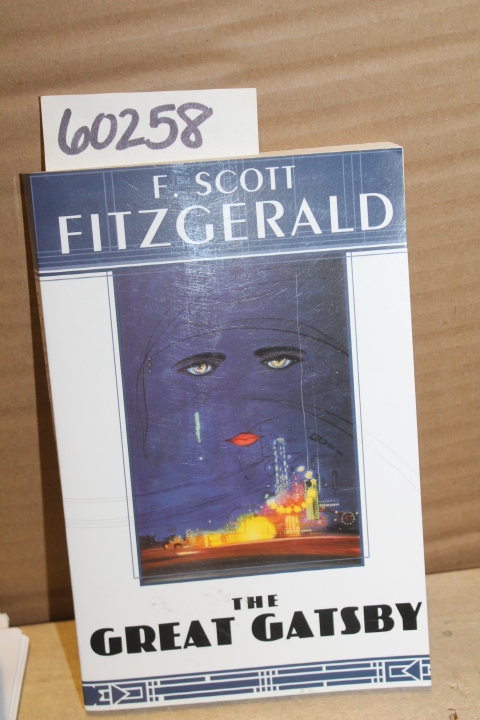 60258
F. SCOTT
FITZGERALD
THE
GREAT GATSBY